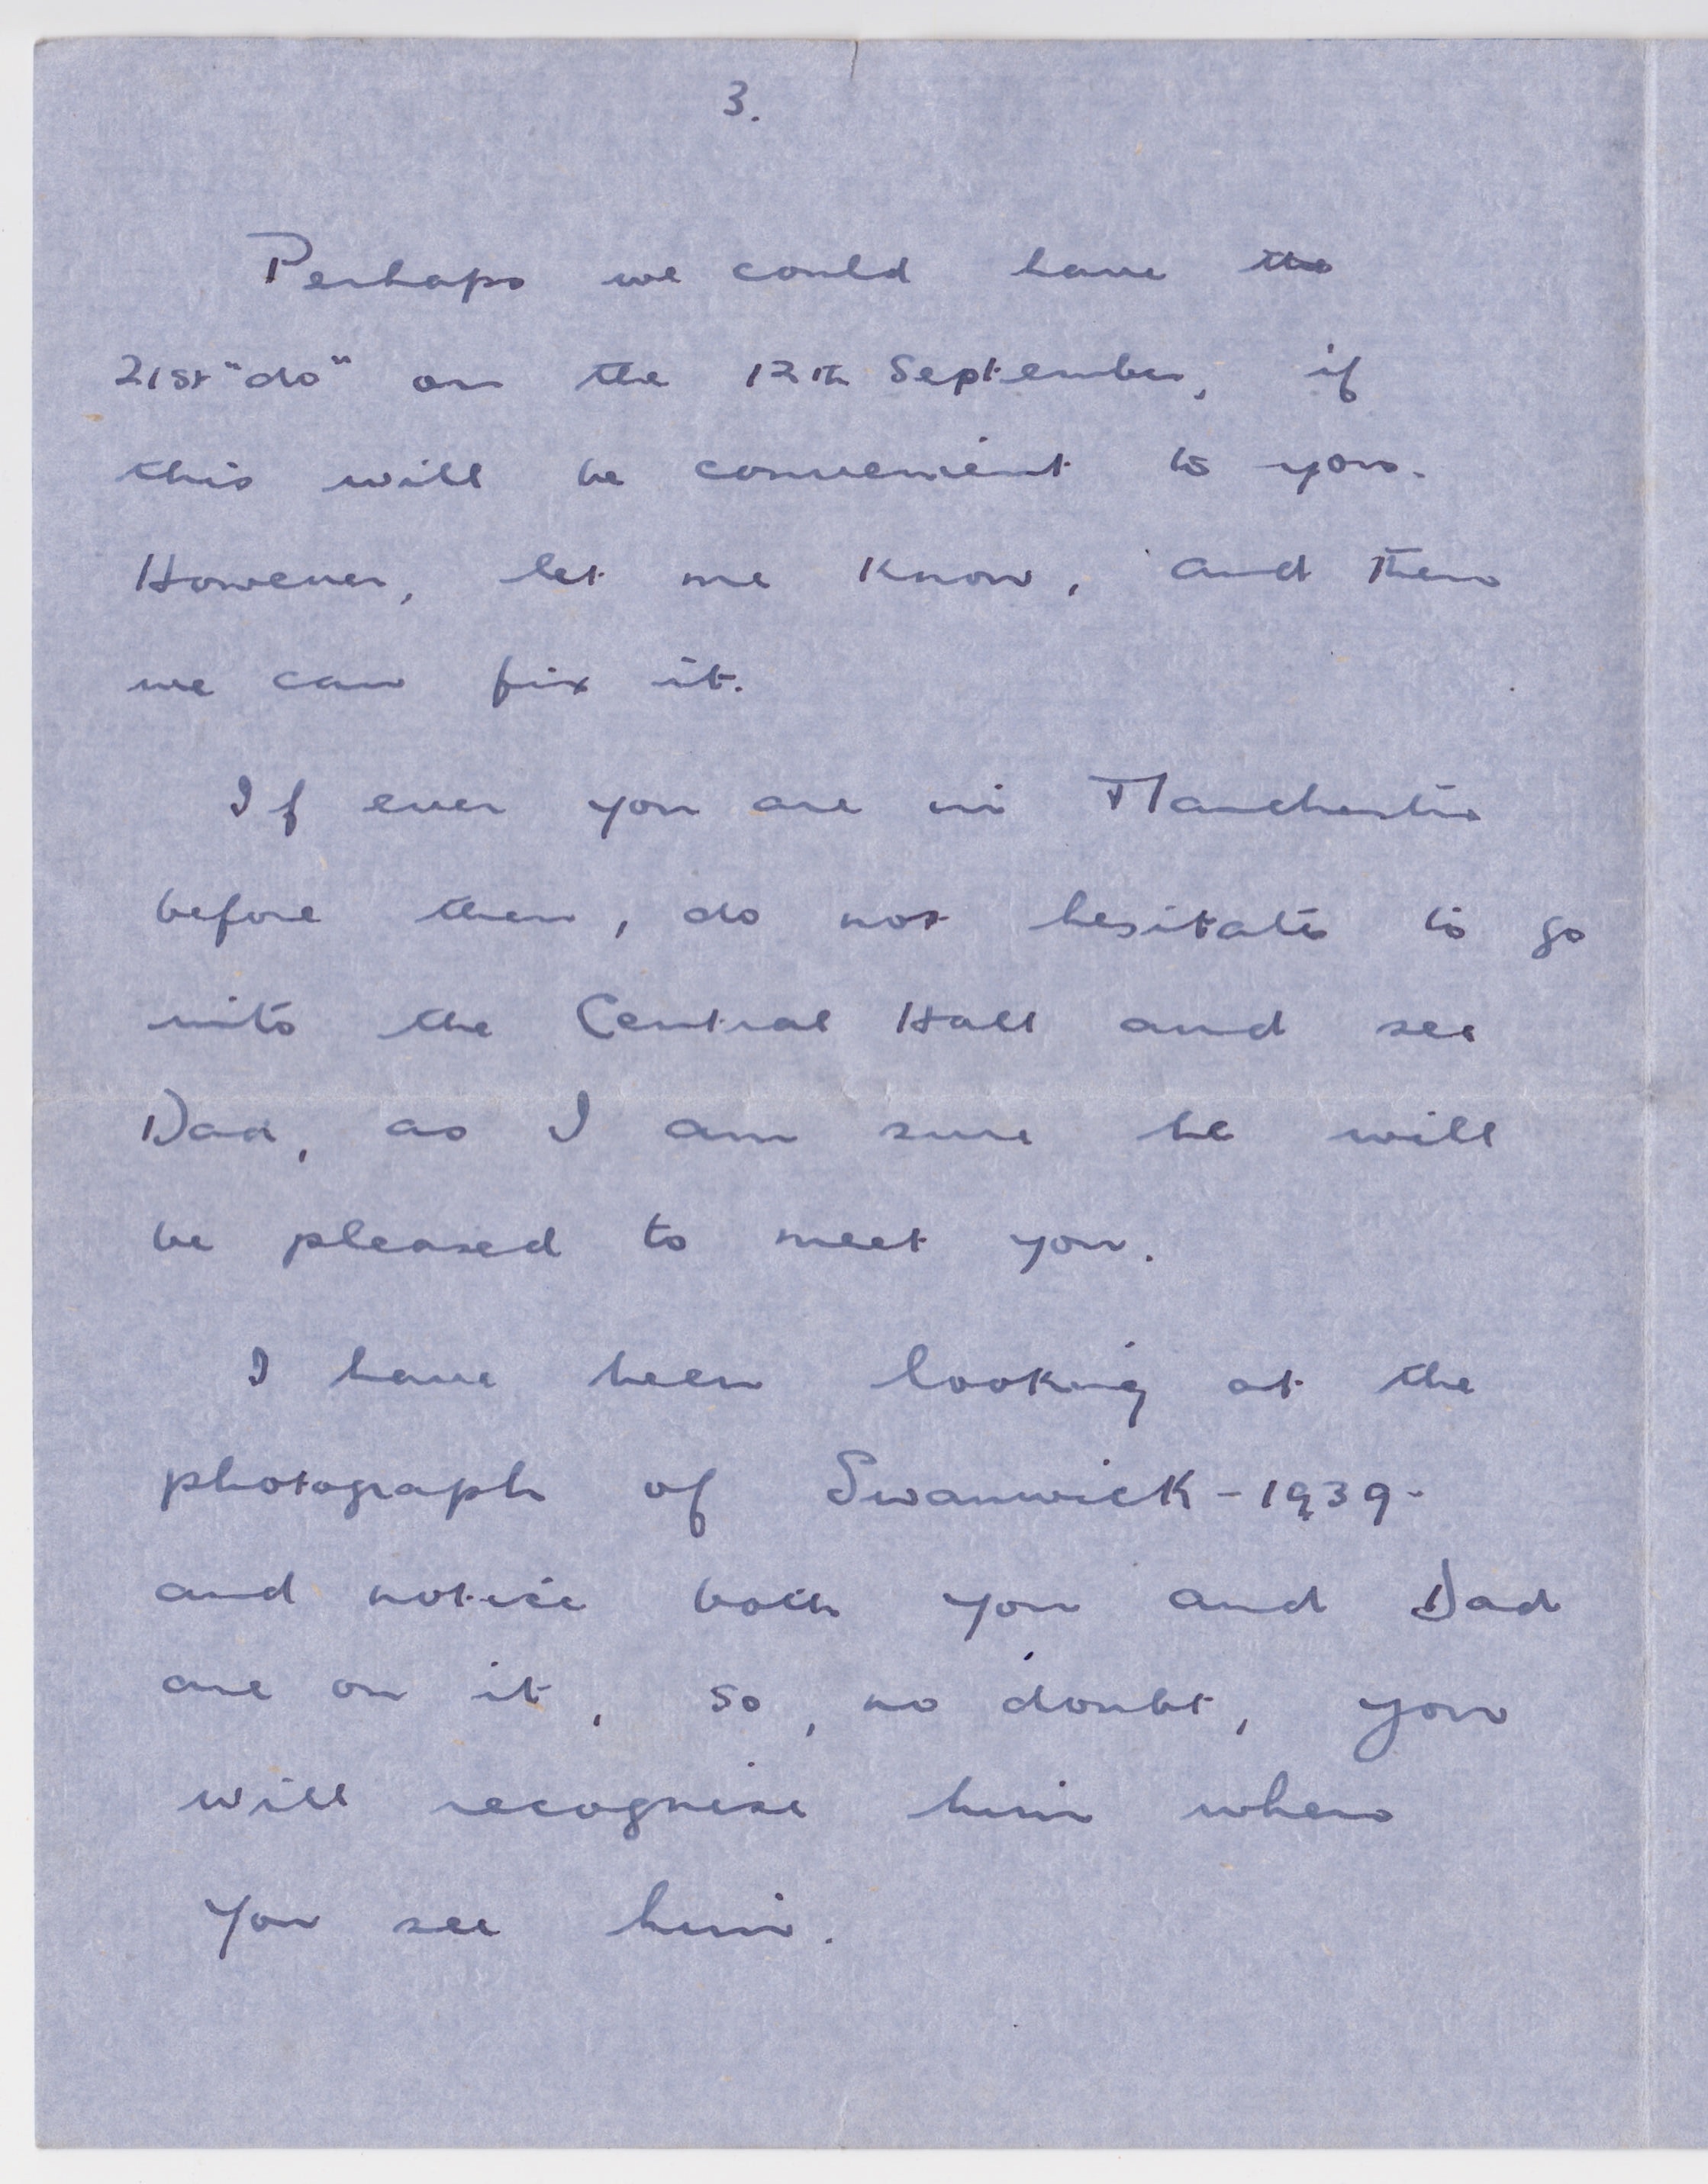 3.
Perhaps we could have the
21st "do" on the 12th September, if
this will be convenient to you.
However, let me know, and then
we can fix it.
If ever you are in Manchester
before then, do not hesitate to go
into the Central Hall and see
Dad, as I am sure he will
be pleased to meet you.
I have been looking at the
photograph of Swanwick - 1939 -
and notice both you and Dad
are on it, so, no doubt, you
will recognise him when
you see him.